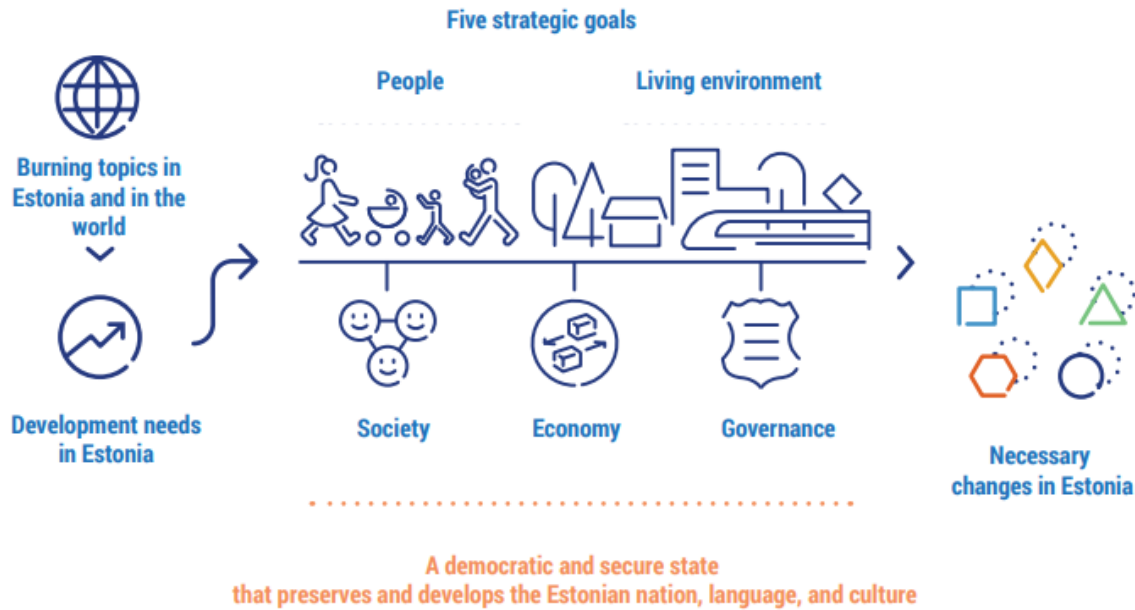 Five strategic goals
People
Living environment
Burning topics in
Estonia and in the
world
Development needs
in Estonia
Society
Economy
Governance
Necessary
changes in Estonia
A democratic and secure state
that preserves and develops the Estonian nation, language, and culture